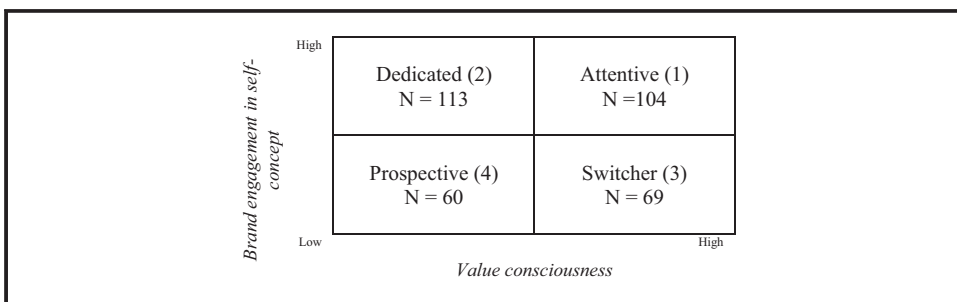 High
Dedicated (2)
N = 113
Attentive (1)
N =104
Brand engagement in self-
concept
Prospective (4)
N = 60
Switcher (3)
N = 69
Low
High
Value consciousness